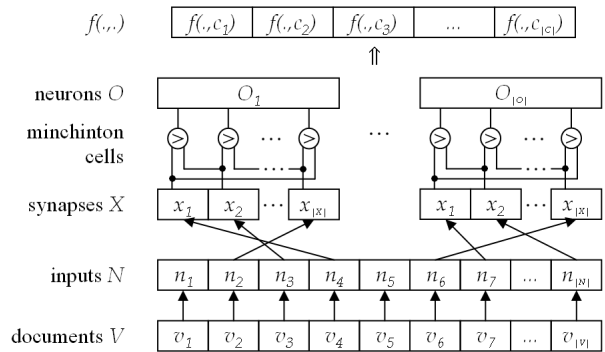 f(.,.) f(.,c1) f(.,c2) f(.,c3) ... f(.,c|c|)
⇑
neurons O O1 O|O|
minchinton cells > > ... > ... > > ... >
... ...
synapses X x1 x2 ... x|X| x1 x2 ... x|X|
inputs N n1 n2 n3 n4 n5 n6 n7 ... n|N|
documents V v1 v2 v3 v4 v5 v6 v7 ... v|V|